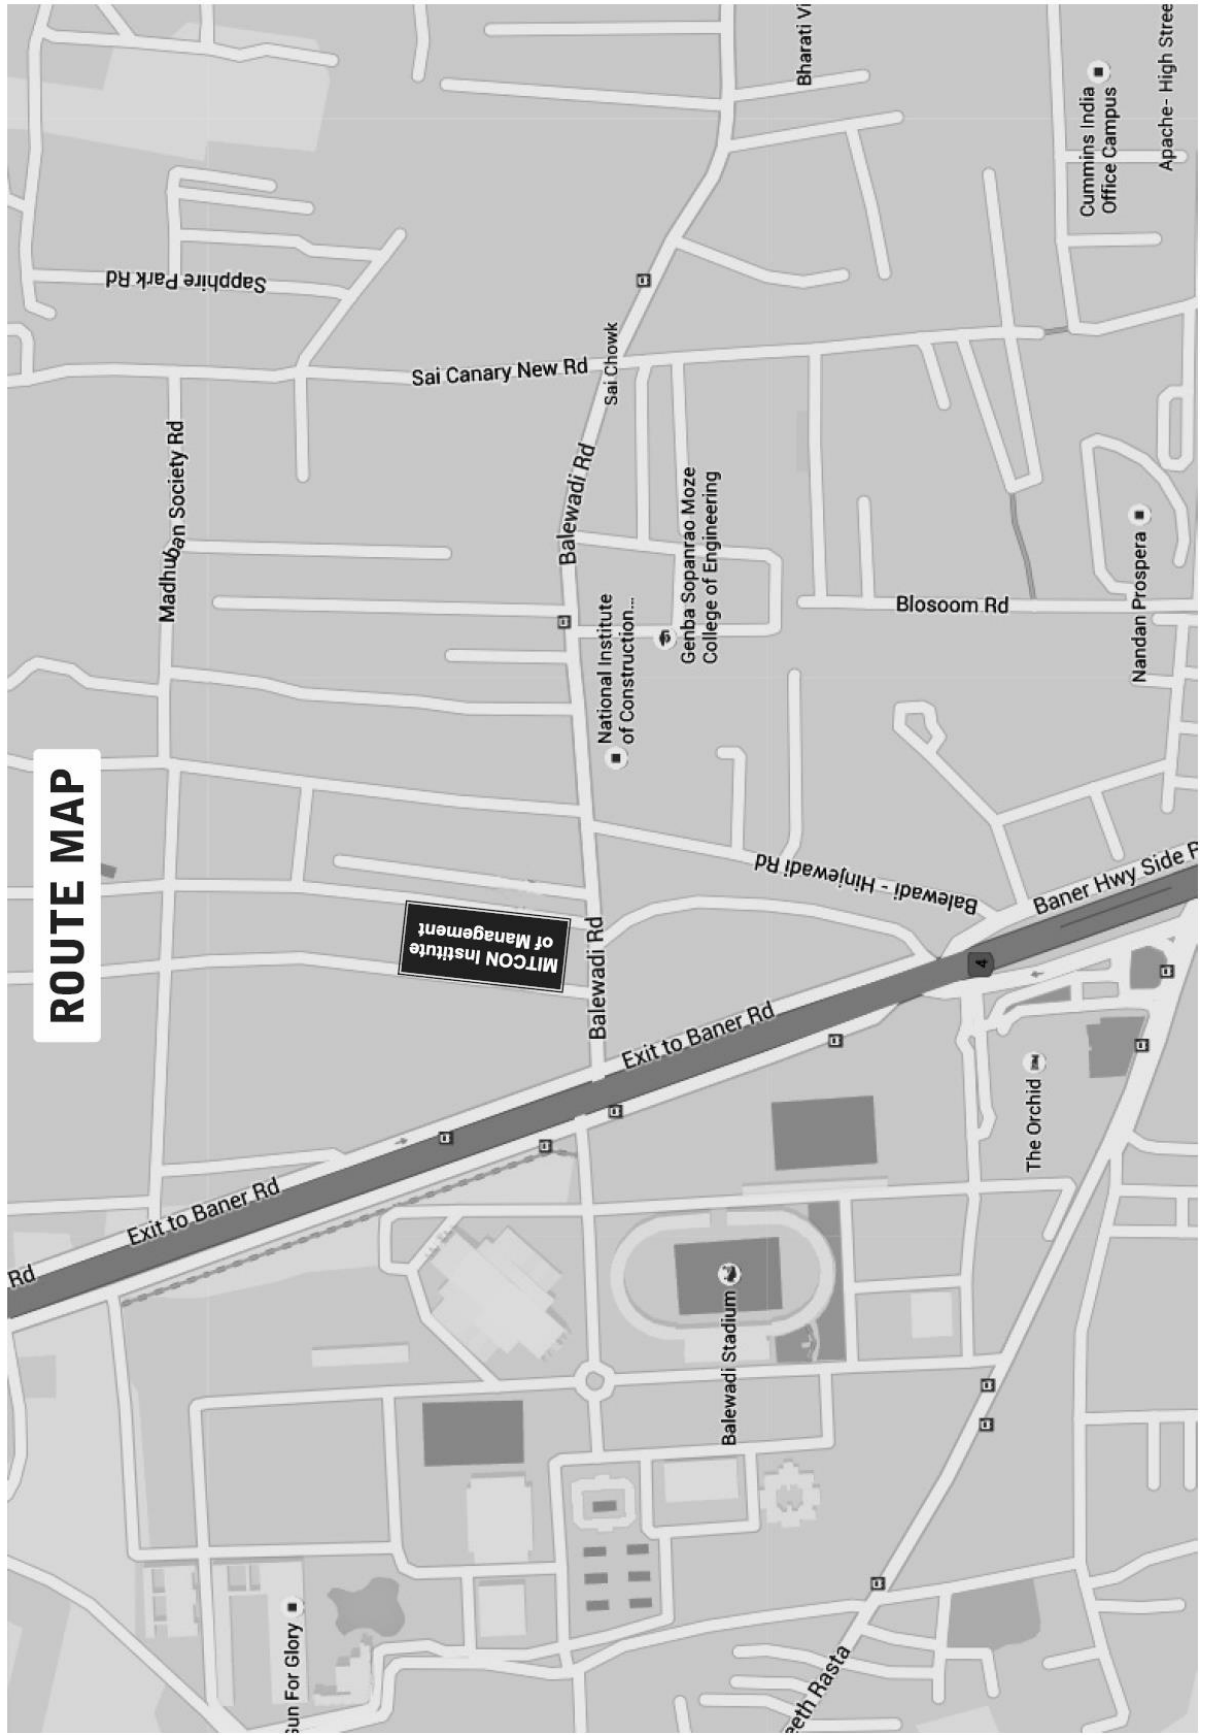 ROUTE MAP
Rd
Exit to Baner Rd
Sun For Glory
Madhuban Society Rd
Sapphire Park Rd
MITCON Institute
of Management
Sai Canary New Rd
Balewadi Rd
Balewadi Rd
Sai Chowk
National Institute
of Construction...
Genba Sopanrao Moze
College of Engineering
Exit to Baner Rd
Balewadi Stadium
Balewadi - Hinjewadi Rd
Bharati Vi
eeth Rasta
Blosoom Rd
4
The Orchid
Baner Hwy Side R
Nandan Prospera
Cummins India
Office Campus
Apache- High Stree